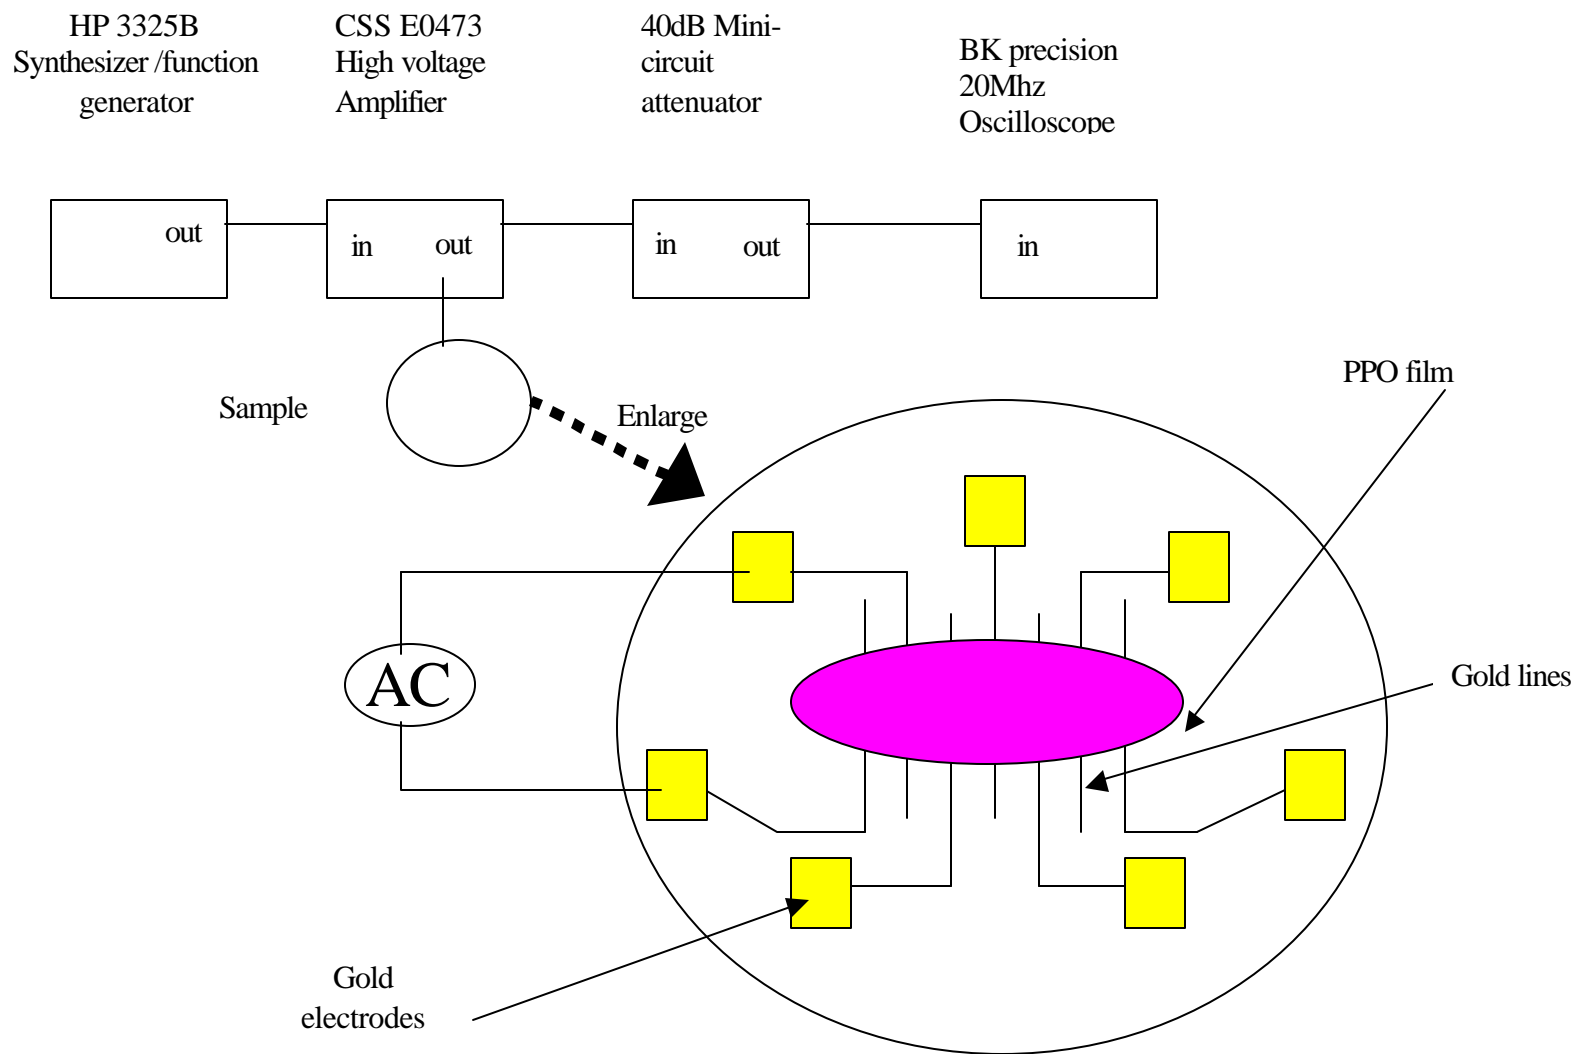 HP 3325B
Synthesizer /function
generator
CSS E0473
High voltage
Amplifier
40dB Mini-
circuit
attenuator
BK precision
20Mhz
Oscilloscope
out
in
out
in
out
in
Sample
Enlarge
PPO film
AC
Gold lines
Gold
electrodes